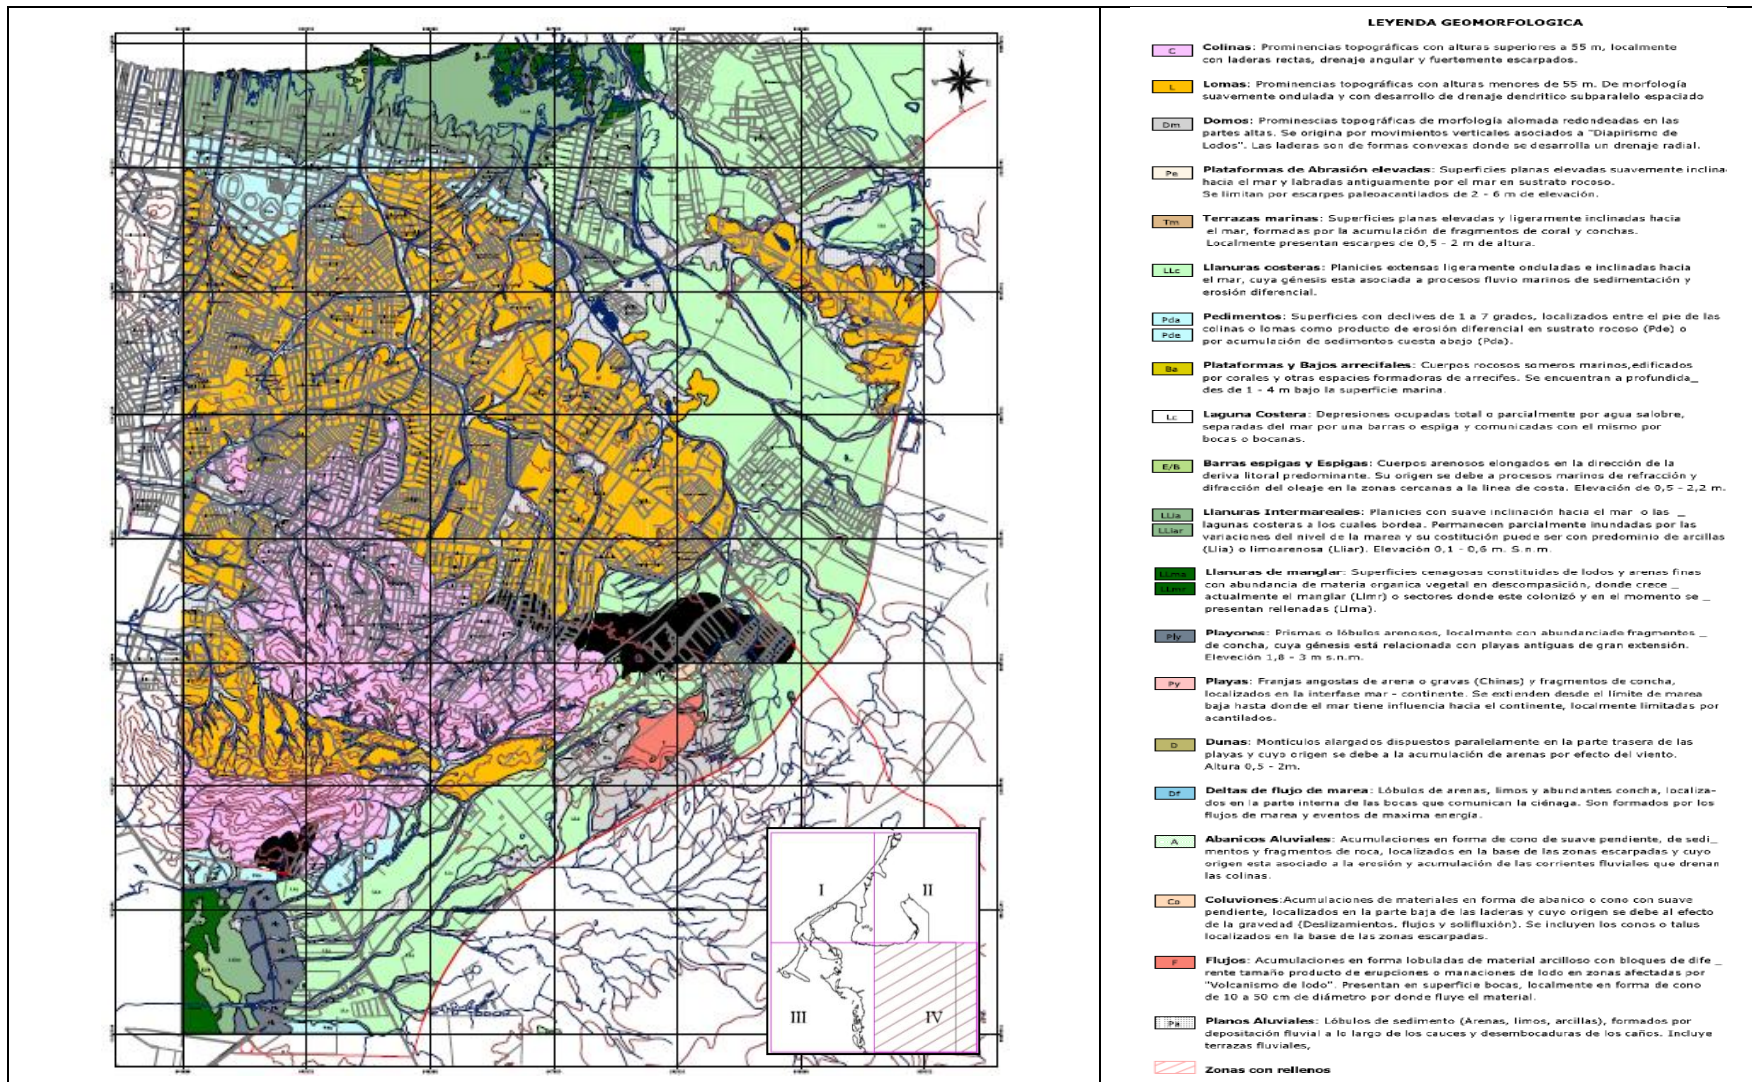 LEYENDA GEOMORFOLOGICA
C
Colinas: Prominencias topográficas con alturas superiores a 55 m, localmente
con laderas rectas, drenaje angular y fuertemente escarpados.
L
Lomas: Prominencias topográficas con alturas menores de 55 m. De morfología
suavemente ondulada y con desarrollo de drenaje dendritico subparalelo espaciado
Dm
Domos: Prominescias topográficas de morfología alomada redondeadas en las
partes altas. Se origina por movimientos verticales asociados a "Diapirismo de
Lodos". Las laderas son de formas convexas donde se desarrolla un drenaje radial.
Pe
Plataformas de Abrasión elevadas: Superficies planas elevadas suavemente inclina
hacia el mar y labradas antiguamente por el mar en sustrato rocoso.
Se limitan por escarpes paleoacantilados de 2 - 6 m de elevación.
Tm
Terrazas marinas: Superficies planas elevadas y ligeramente inclinadas hacia
el mar, formadas por la acumulación de fragmentos de coral y conchas.
Localmente presentan escarpes de 0,5 - 2 m de altura.
LLc
Llanuras costeras: Planicies extensas ligeramente onduladas e inclinadas hacia
el mar, cuya génesis esta asociada a procesos fluvio marinos de sedimentación y
erosión diferencial.
Pda
Pde
Pedimentos: Superficies con declives de 1 a 7 grados, localizados entre el pie de las
colinas o lomas como producto de erosión diferencial en sustrato rocoso (Pde) o
por acumulación de sedimentos cuesta abajo (Pda).
Ba
Plataformas y Bajos arrecifales: Cuerpos rocosos someros marinos,edificados
por corales y otras espacies formadoras de arrecifes. Se encuentran a profundida_
des de 1 - 4 m bajo la superficie marina.
Lc
Laguna Costera: Depresiones ocupadas total o parcialmente por agua salobre,
separadas del mar por una barras o espiga y comunicadas con el mismo por
bocas o bocanas.
E/B
Barras espigas y Espigas: Cuerpos arenosos elongados en la dirección de la
deriva litoral predominante. Su origen se debe a procesos marinos de refracción y
difracción del oleaje en la zonas cercanas a la linea de costa. Elevación de 0,5 - 2,2 m.
LLia
LLiar
Llanuras Intermareales: Planicies con suave inclinación hacia el mar o las _
lagunas costeras a los cuales bordea. Permanecen parcialmente inundadas por las
variaciones del nivel de la marea y su costitución puede ser con predominio de arcillas
(Llia) o limoarenosa (Lliar). Elevación 0,1 - 0,6 m. S.n.m.
LLma
LLmr
Llanuras de manglar: Superficies cenagosas constituidas de lodos y arenas finas
con abundancia de materia organica vegetal en descomposición, donde crece _
actualmente el manglar (Llmr) o sectores donde este colonizó y en el momento se _
presentan rellenadas (Llma).
Ply
Playones: Prismas o lóbulos arenosos, localmente con abundanciade fragmentos _
de concha, cuya génesis está relacionada con playas antiguas de gran extensión.
Eleveción 1,8 - 3 m s.n.m.
Py
Playas: Franjas angostas de arena o gravas (Chinas) y fragmentos de concha,
localizados en la interfase mar - continente. Se extienden desde el límite de marea
baja hasta donde el mar tiene influencia hacia el continente, localmente limitadas por
acantilados.
D
Dunas: Montículos alargados dispuestos paralelamente en la parte trasera de las
playas y cuyo origen se debe a la acumulación de arenas por efecto del viento.
Altura 0,5 - 2m.
Df
Deltas de flujo de marea: Lóbulos de arenas, limos y abundantes concha, localiza-
dos en la parte interna de las bocas que comunican la ciénaga. Son formados por los
flujos de marea y eventos de maxima energía.
A
Abanicos Aluviales: Acumulaciones en forma de cono de suave pendiente, de sedi_
mentos y fragmentos de roca, localizados en la base de las zonas escarpadas y cuyo
origen esta asociado a la erosión y acumulación de las corrientes fluviales que drenan
las colinas.
Co
Coluviones:Acumulaciones de materiales en forma de abanico o cono con suave
pendiente, localizados en la parte baja de las laderas y cuyo origen se debe al efecto
de la gravedad (Deslizamientos, flujos y solifluxión). Se incluyen los conos o talus
localizados en la base de las zonas escarpadas.
F
Flujos: Acumulaciones en forma lobuladas de material arcilloso con bloques de dife _
rente tamaño producto de erupciones o manaciones de lodo en zonas afectadas por
"Volcanismo de lodo". Presentan en superficie bocas, localmente en forma de cono
de 10 a 50 cm de diámetro por donde fluye el material.
Pa
Planos Aluviales: Lóbulos de sedimento (Arenas, limos, arcillas), formados por
depositación fluvial a lo largo de los cauces y desembocaduras de los caños. Incluye
terrazas fluviales,
Zonas con rellenos
N
I
II
III
IV